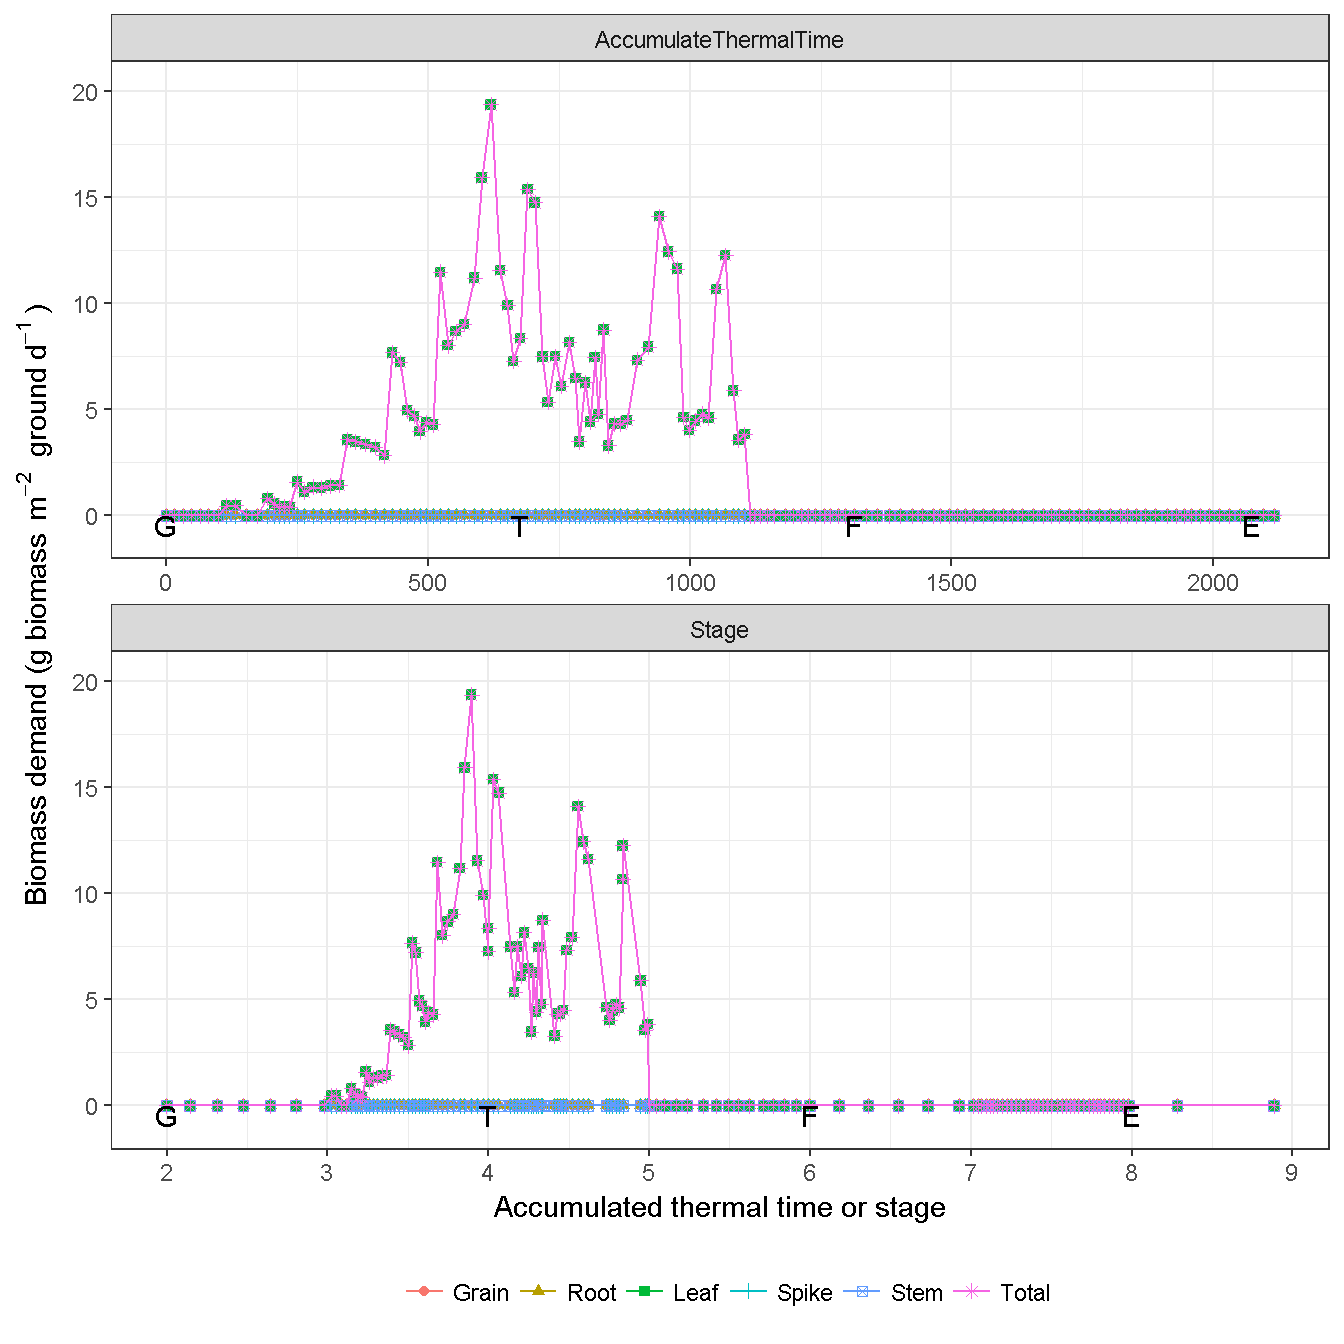 AccumulateThermalTime
20
15
10
5
0
G T F E
0 500 1000 1500 2000
Biomass demand (g biomass m⁻² ground d⁻¹ )
Stage
20
15
10
5
0
G T F E
2 3 4 5 6 7 8 9
Accumulated thermal time or stage
Grain Root Leaf Spike Stem Total